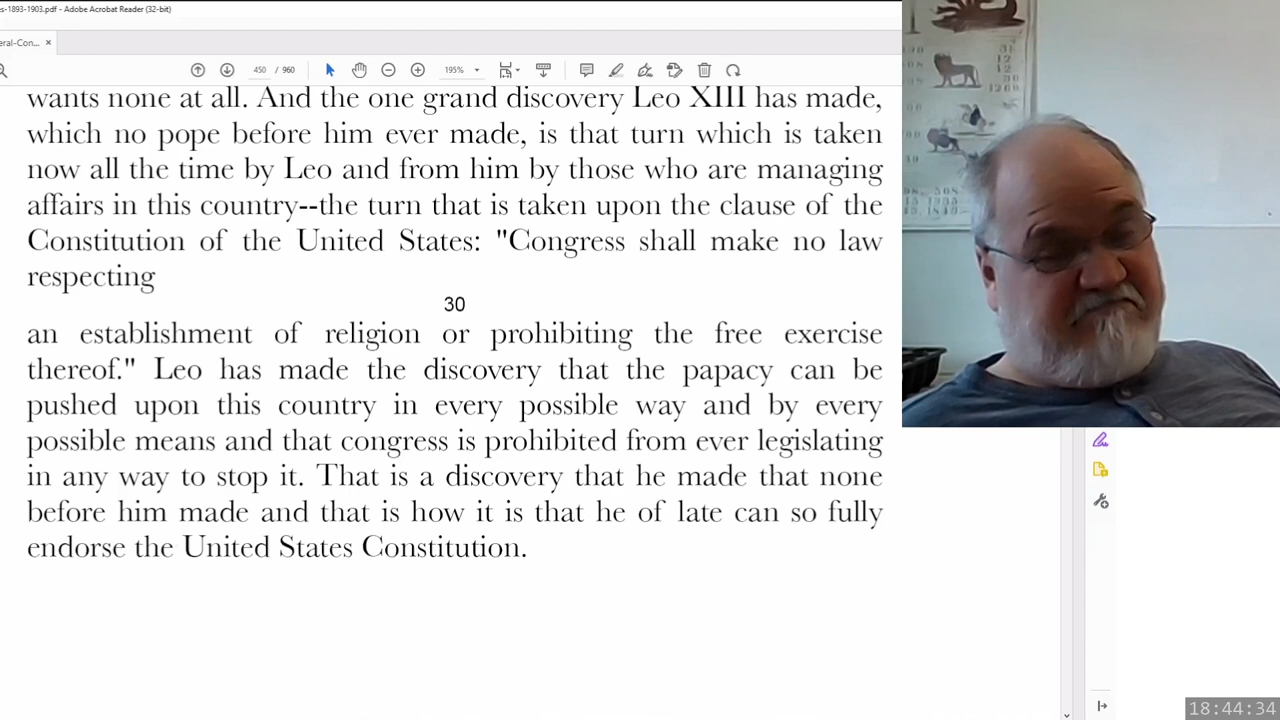 s-1893-1903.pdf - Adobe Acrobat Reader (32-bit)
eral-Con... ×
450 / 960
195%
wants none at all. And the one grand discovery Leo XIII has made,
which no pope before him ever made, is that turn which is taken
now all the time by Leo and from him by those who are managing
affairs in this country--the turn that is taken upon the clause of the
Constitution of the United States: "Congress shall make no law
respecting
30
an establishment of religion or prohibiting the free exercise
thereof." Leo has made the discovery that the papacy can be
pushed upon this country in every possible way and by every
possible means and that congress is prohibited from ever legislating
in any way to stop it. That is a discovery that he made that none
before him made and that is how it is that he of late can so fully
endorse the United States Constitution.
18:44:34